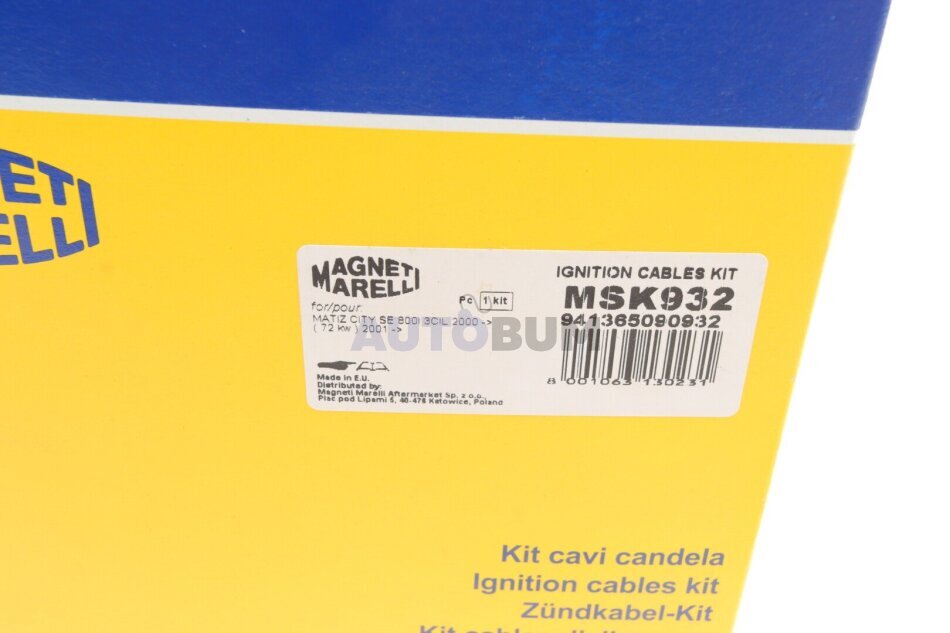 NETI
RELLI
MAGNETI
MARELLI
for/pour
Pc 1 kit
MATIZ CITY SE 800I 3CIL 2000 ->
( 72 kw ) 2001 ->
Made in E.U.
Distributed by:
Magneti Marelli Aftermarket Sp. z o.o.,
Plac pod Lipami 5, 40-476 Katowice, Poland
IGNITION CABLES KIT
MSK932
941365090932
8 001063 130231
AUTOBUM
Kit cavi candela
Ignition cables kit
Zündkabel-Kit